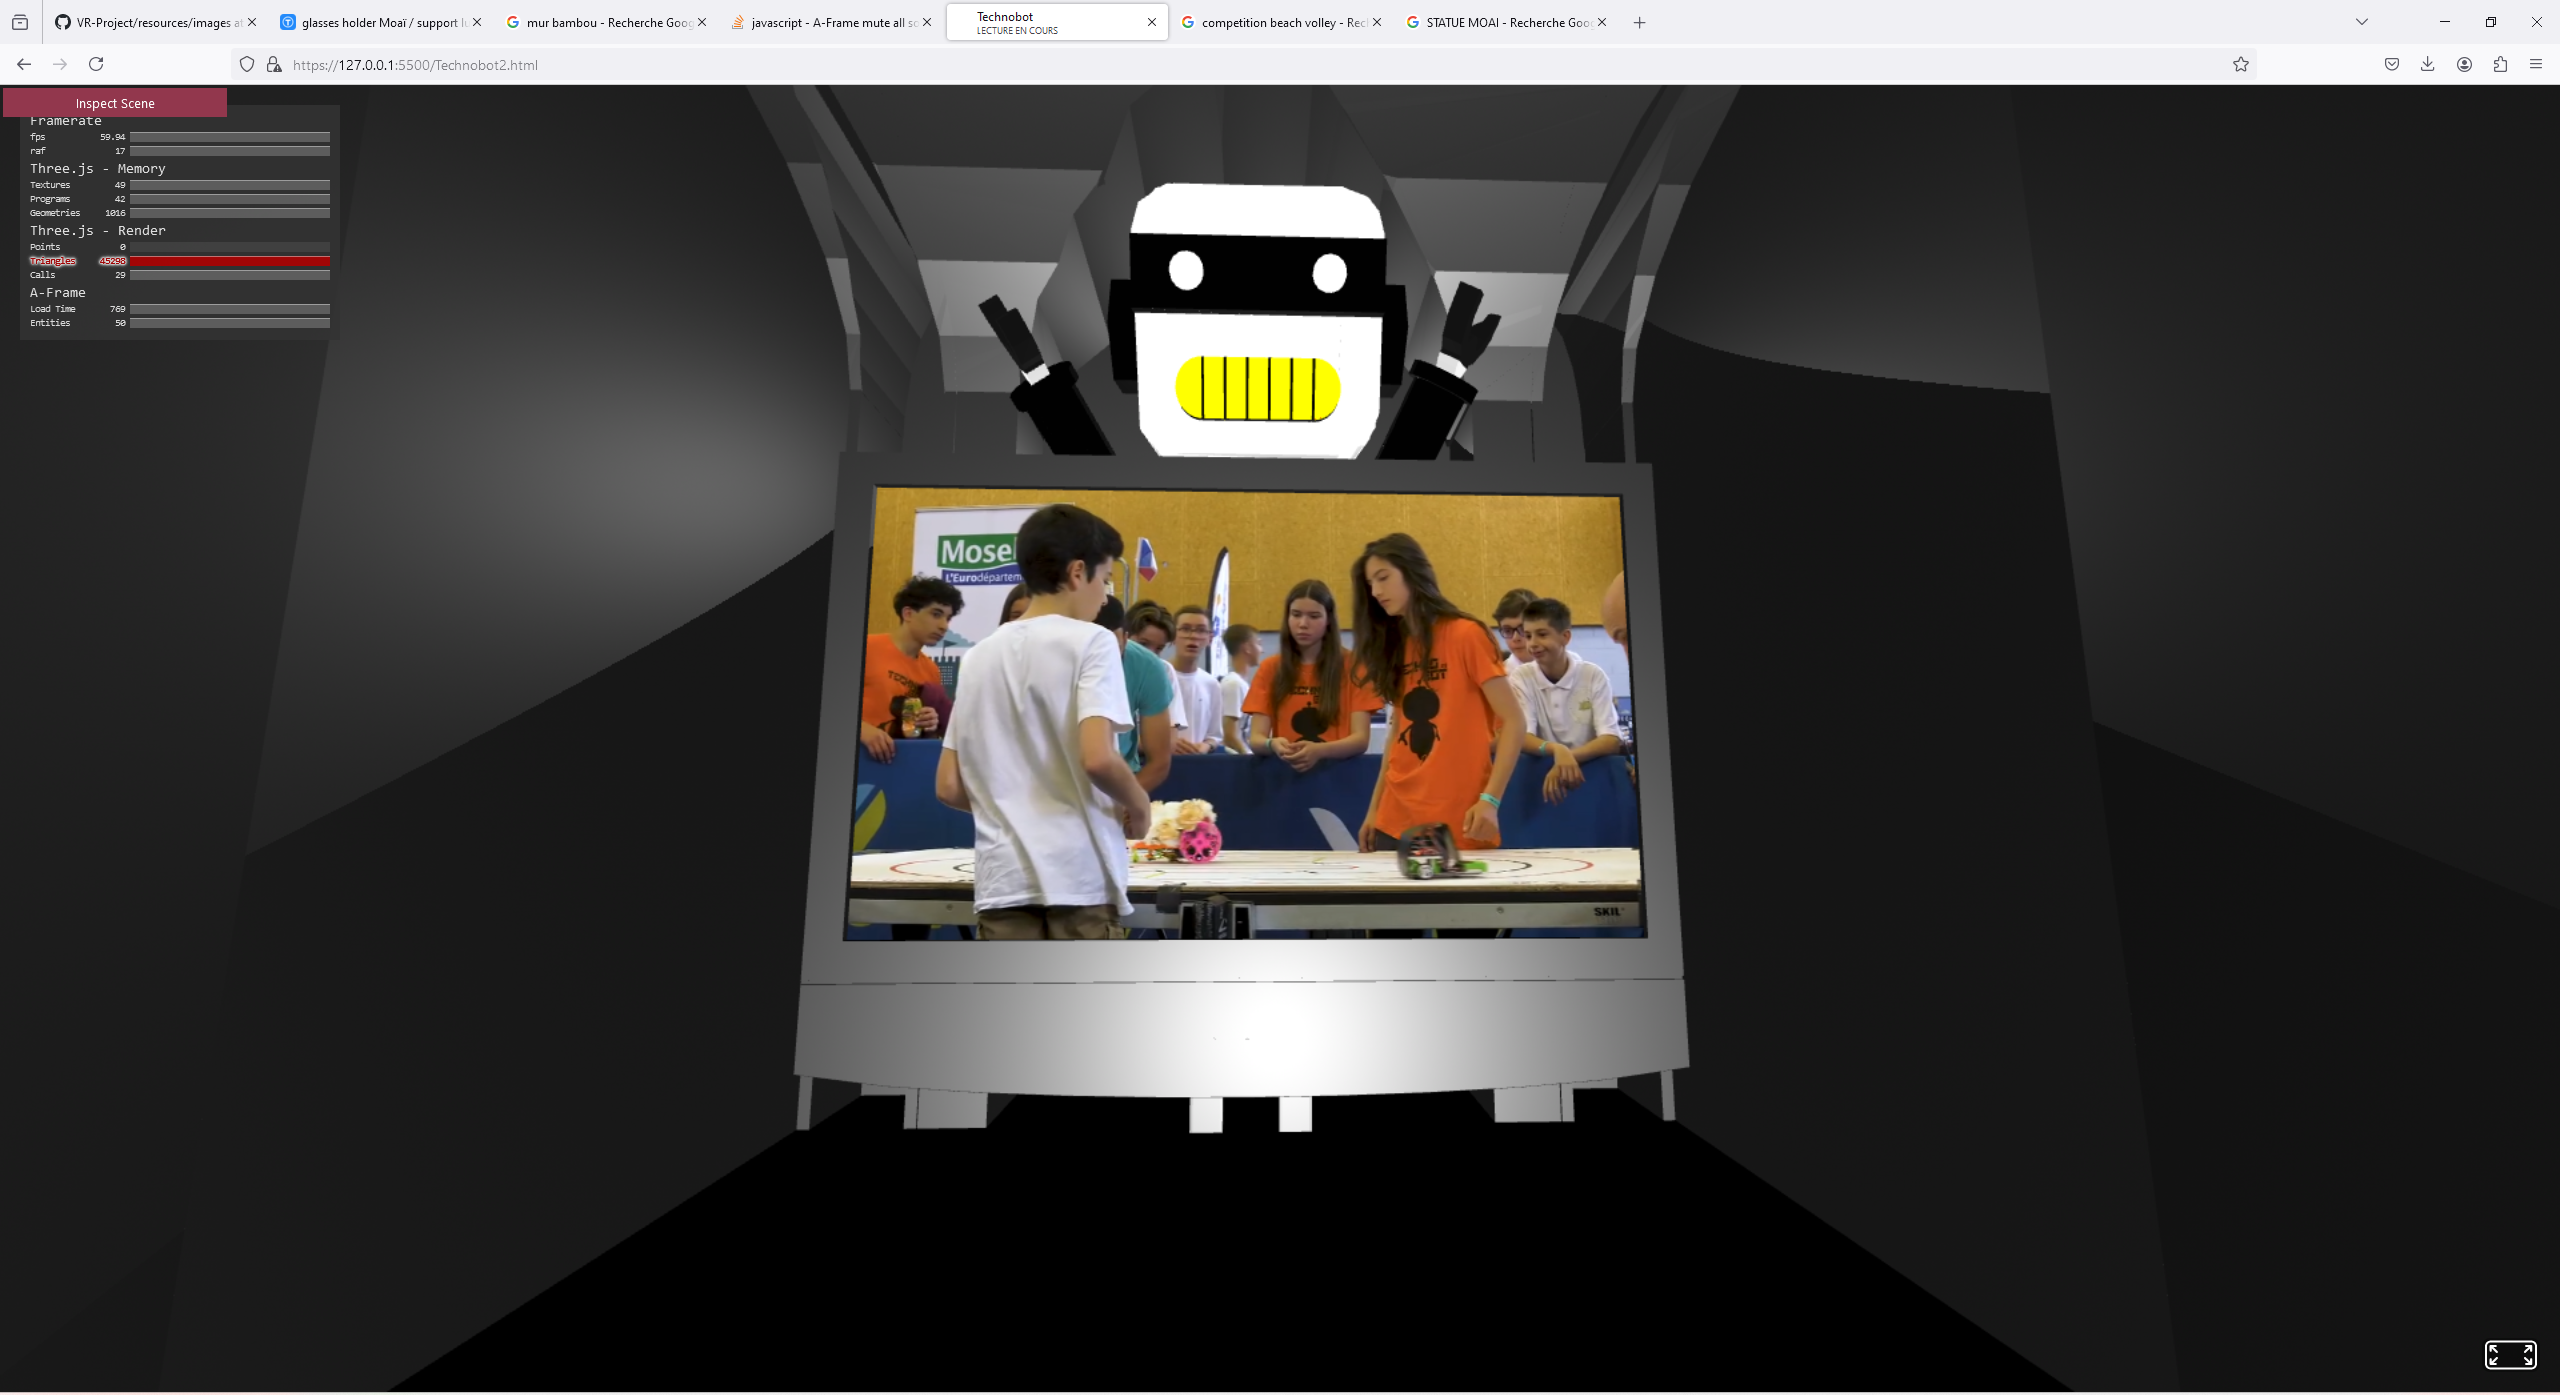 VR-Project/resources/images at
glasses holder Moaï / support lu
mur bambou - Recherche Goog
javascript - A-Frame mute all so
Technobot
LECTURE EN COURS
competition beach volley - Rec
STATUE MOAI - Recherche Goo
https://127.0.0.1:5500/Technobot2.html
Inspect Scene
Framerate
fps 59.94
raf 17
Three.js - Memory
Textures 49
Programs 42
Geometries 1016
Three.js - Render
Points 0
Triangles 45298
Calls 29
A-Frame
Load Time 769
Entities 50
Mosel
L'Eurodépartem
SKIL